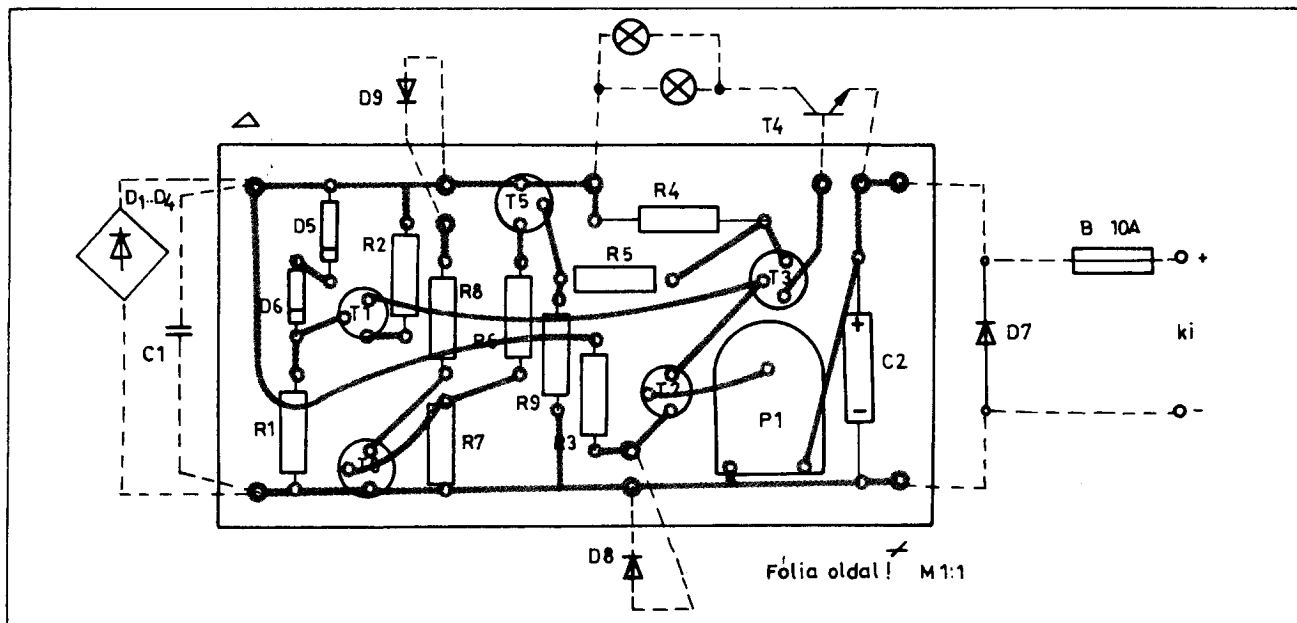 D9
T4
D1..D4
T5
R4
B 10A
+
D5
R2
R5
T3
D6
T1
R8
C1
R6
+
C2
D7
ki
T2
R9
P1
-
-
R1
R7
R3
D8
Fólia oldal! M1:1